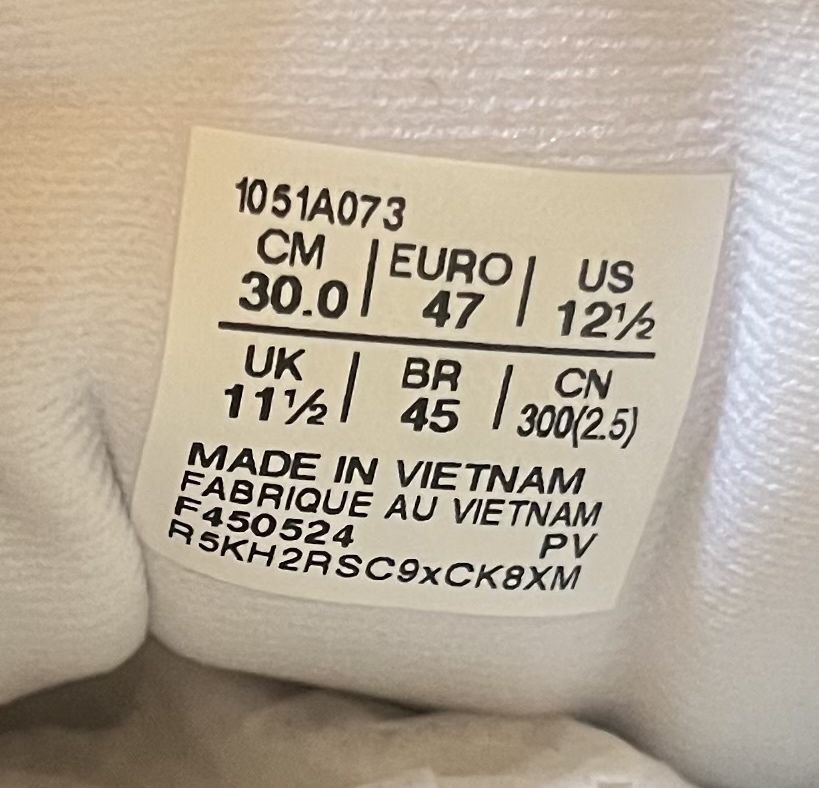 1051A073
CM | EURO | US
30.0 | 47 | 12½
UK | BR | CN
11½ | 45 | 300(2.5)
MADE IN VIETNAM
FABRIQUE AU VIETNAM
F450524 PV
R5KH2RSC9xCK8XM